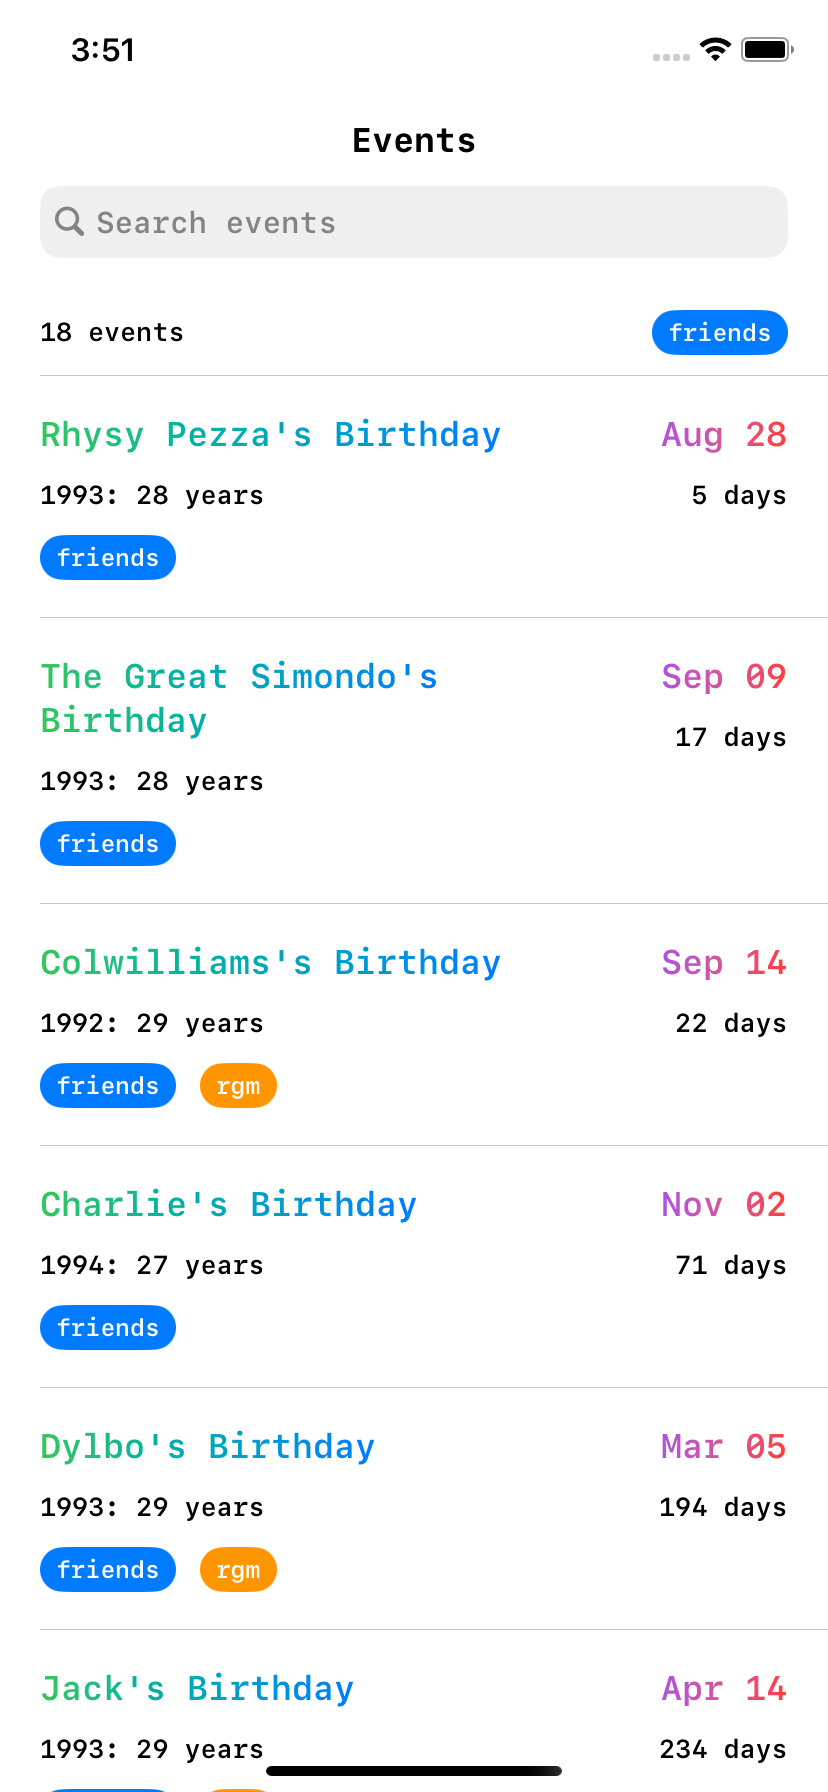 3:51
Events
Search events
18 events friends
Rhysy Pezza's Birthday Aug 28
1993: 28 years 5 days
friends
The Great Simondo's Sep 09
Birthday
17 days
1993: 28 years
friends
Colwilliams's Birthday Sep 14
1992: 29 years 22 days
friends rgm
Charlie's Birthday Nov 02
1994: 27 years 71 days
friends
Dylbo's Birthday Mar 05
1993: 29 years 194 days
friends rgm
Jack's Birthday Apr 14
1993: 29 years 234 days